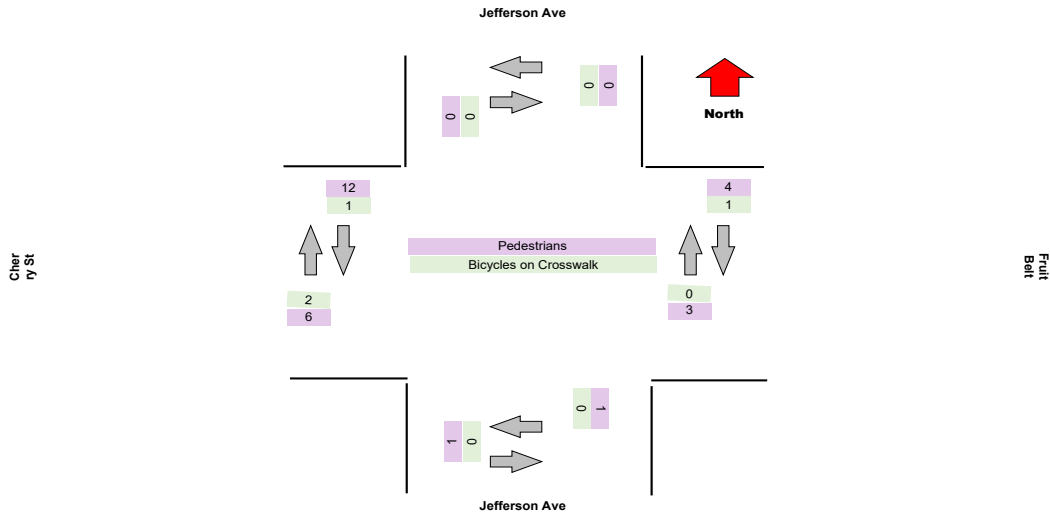 Jefferson Ave
0 0
0 0
North
12
1
4
1
Pedestrians
Bicycles on Crosswalk
Cher
ry St
Fruit
Belt
2
6
0
3
0 1
1 0
Jefferson Ave